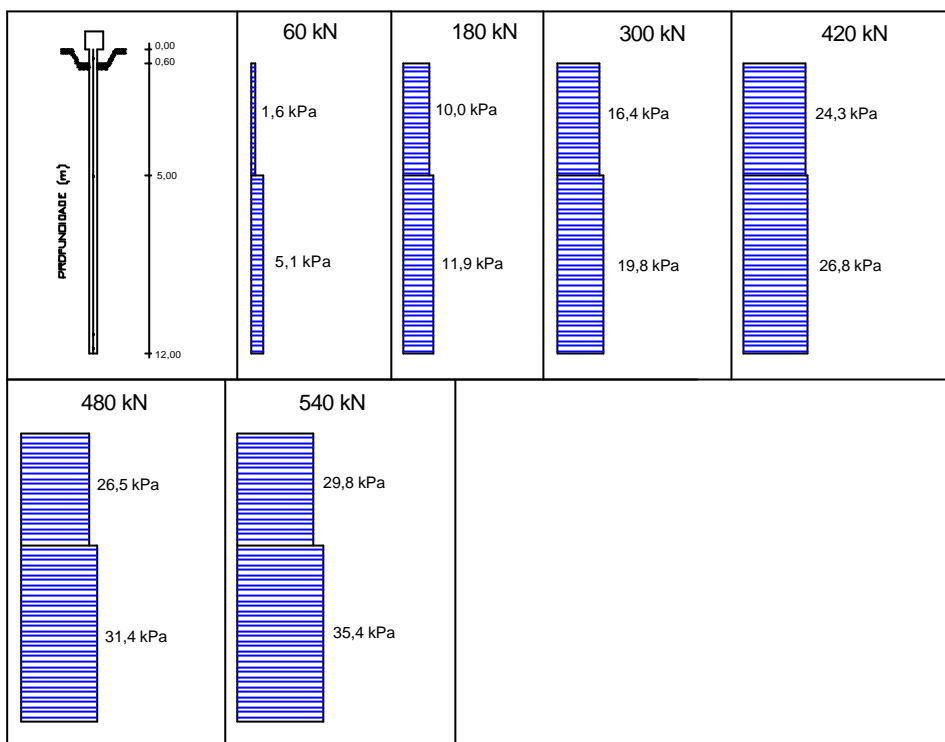 60 kN
180 kN
300 kN
420 kN
0,00
0,60
5,00
12,00
PROFUNDIDADE (m)
1,6 kPa
10,0 kPa
16,4 kPa
24,3 kPa
5,1 kPa
11,9 kPa
19,8 kPa
26,8 kPa
480 kN
540 kN
26,5 kPa
29,8 kPa
31,4 kPa
35,4 kPa